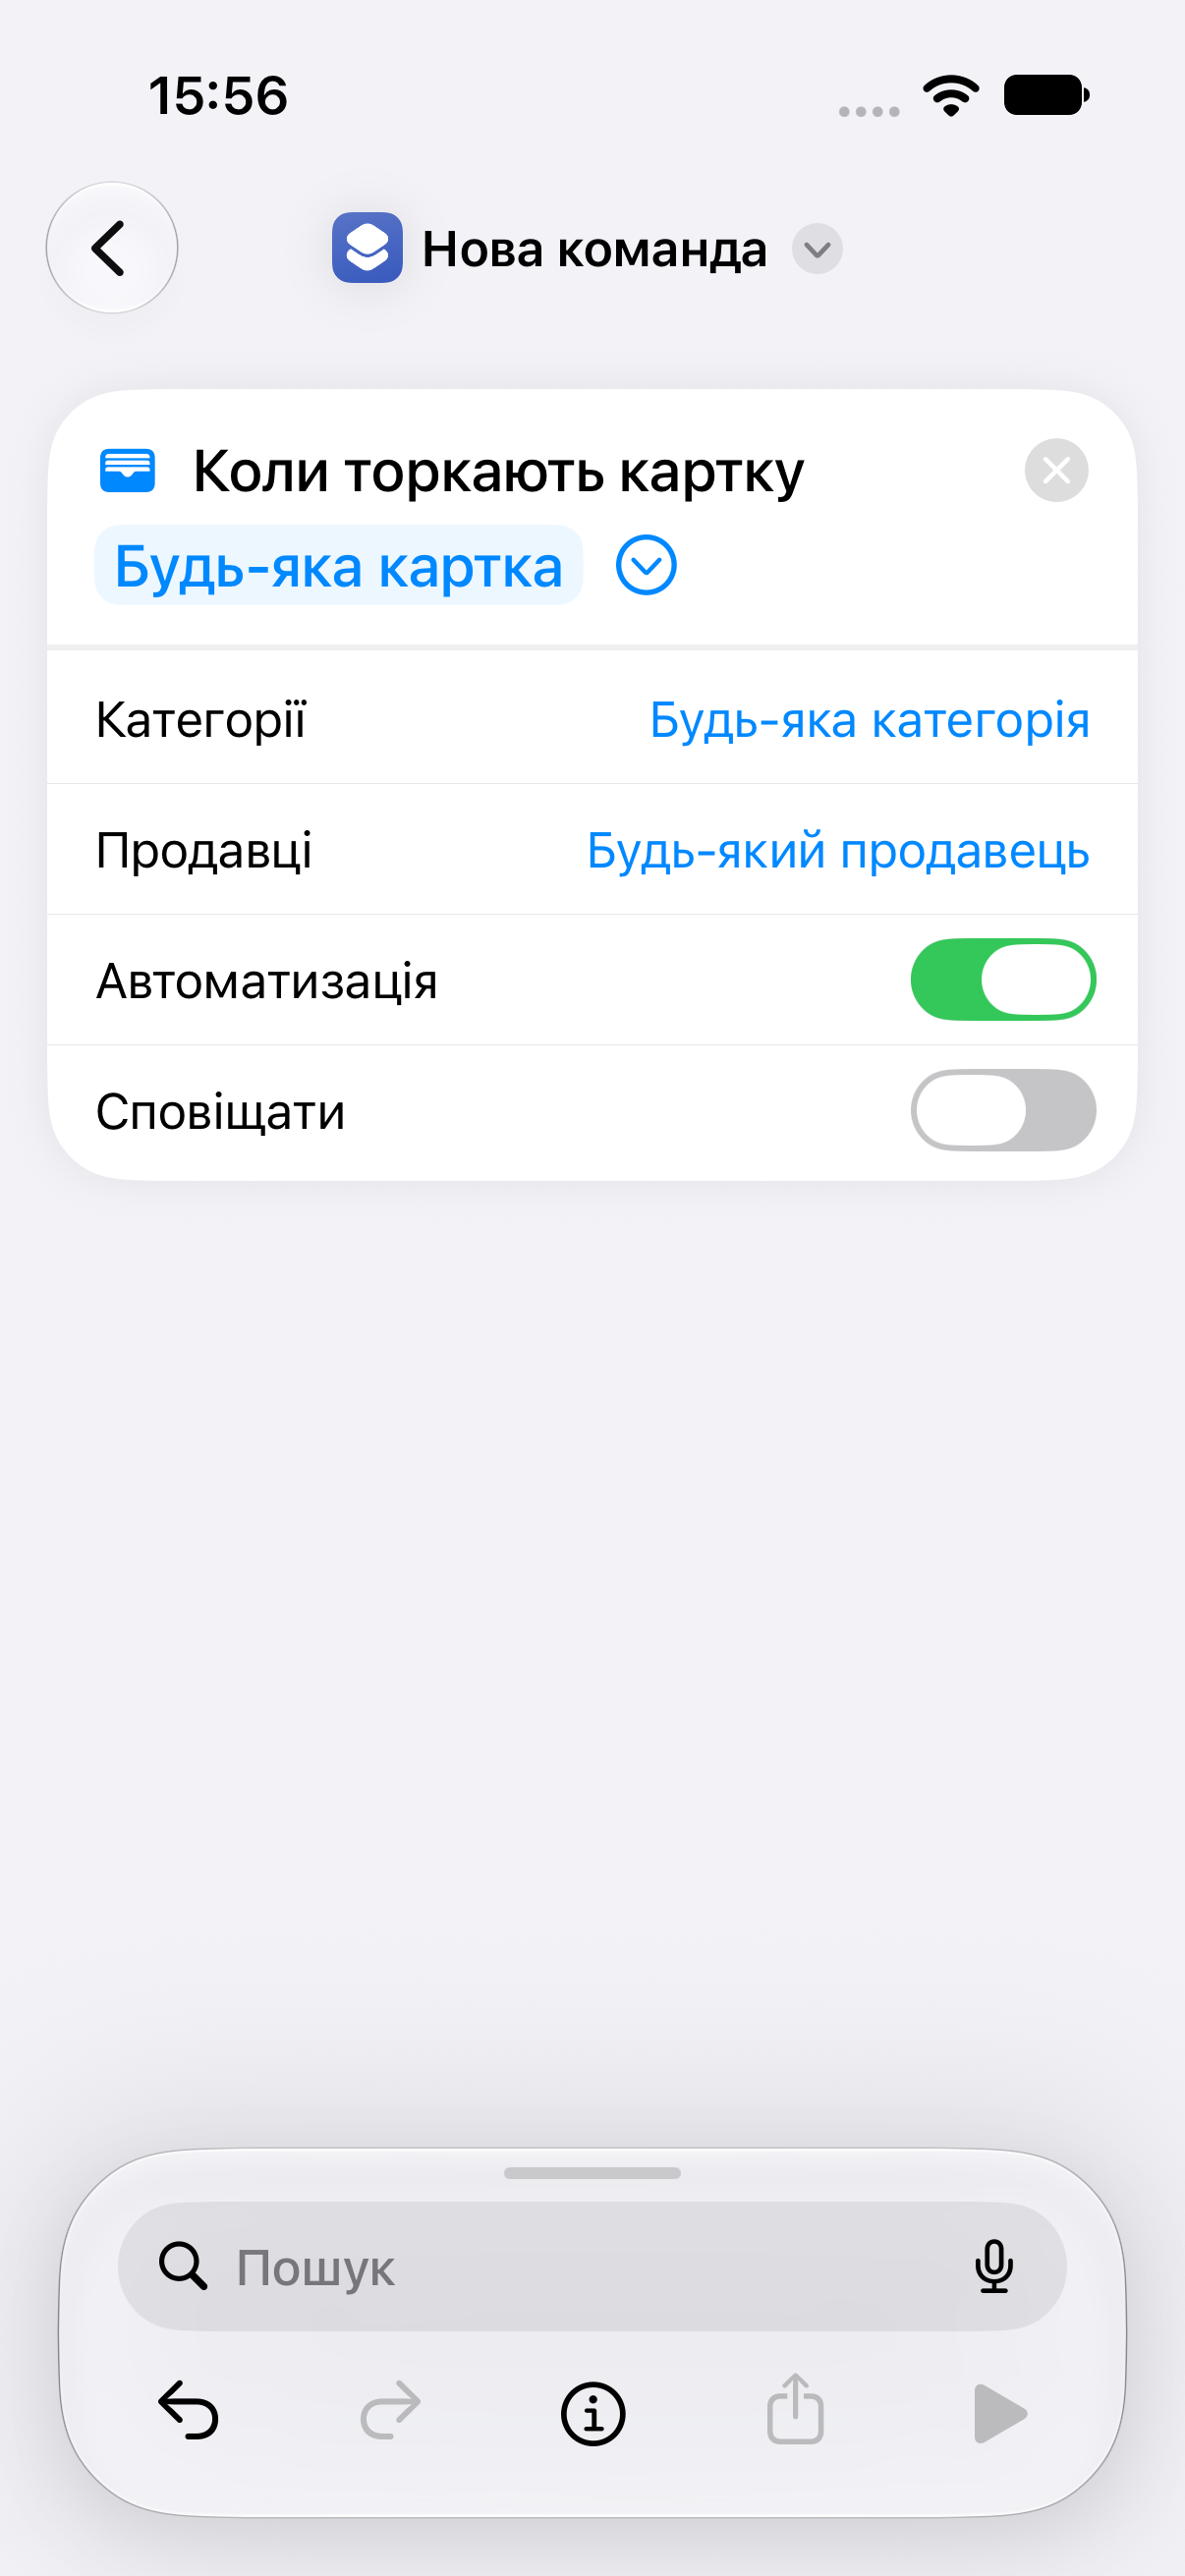 15:56
Нова команда
Коли торкають картку
Будь-яка картка
Категорії
Будь-яка категорія
Продавці
Будь-який продавець
Автоматизація
Сповіщати
Пошук